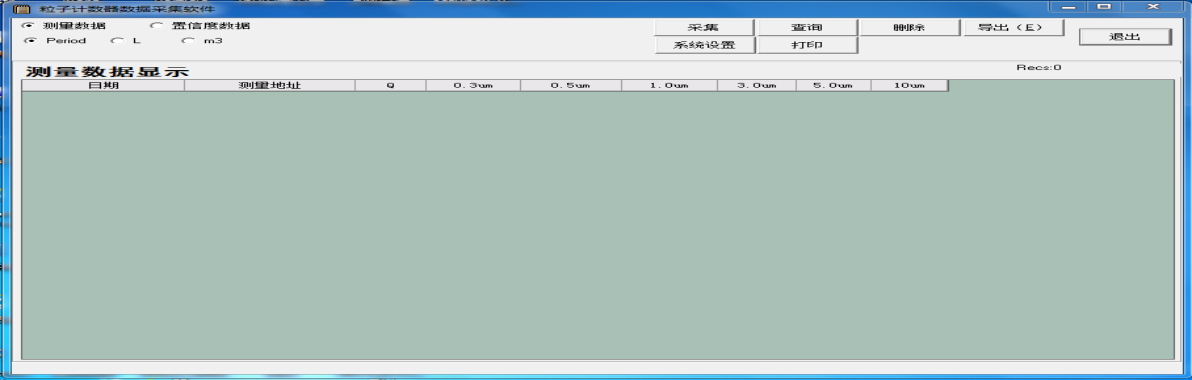 粒子计数器数据采集软件
测量数据 置信度数据 采集 查询 删除 导出（E） 退出
Period L m3 系统设置 打印
测量数据显示 Recs:0
日期 测量地址 Q 0.3um 0.5um 1.0um 3.0um 5.0um 10um